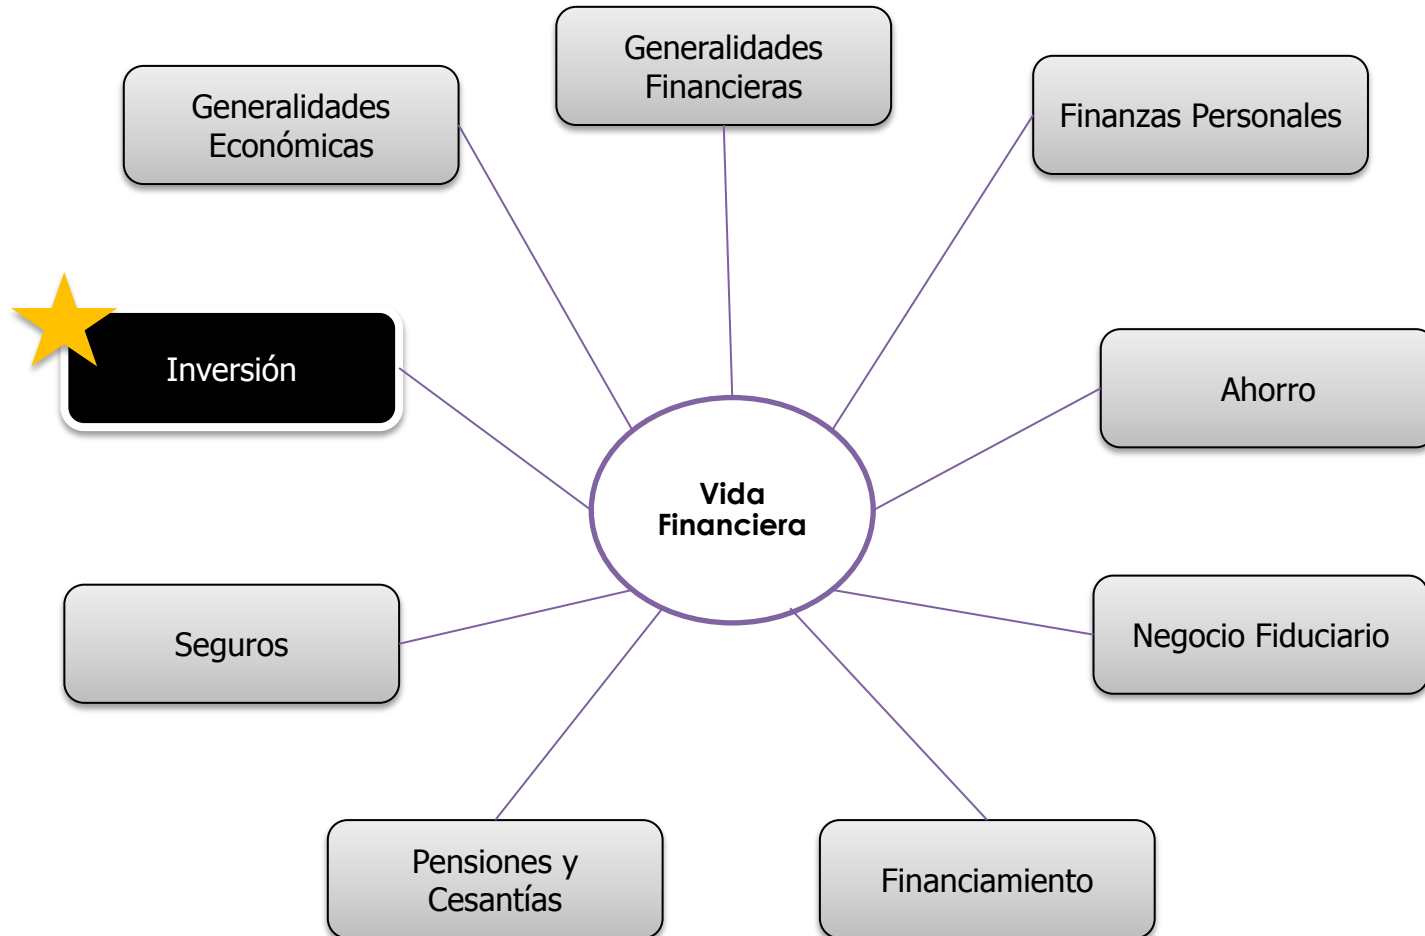 Generalidades
Financieras
Generalidades
Económicas
Finanzas Personales
Inversión
Ahorro
Vida
Financiera
Seguros
Negocio Fiduciario
Pensiones y
Cesantías
Financiamiento